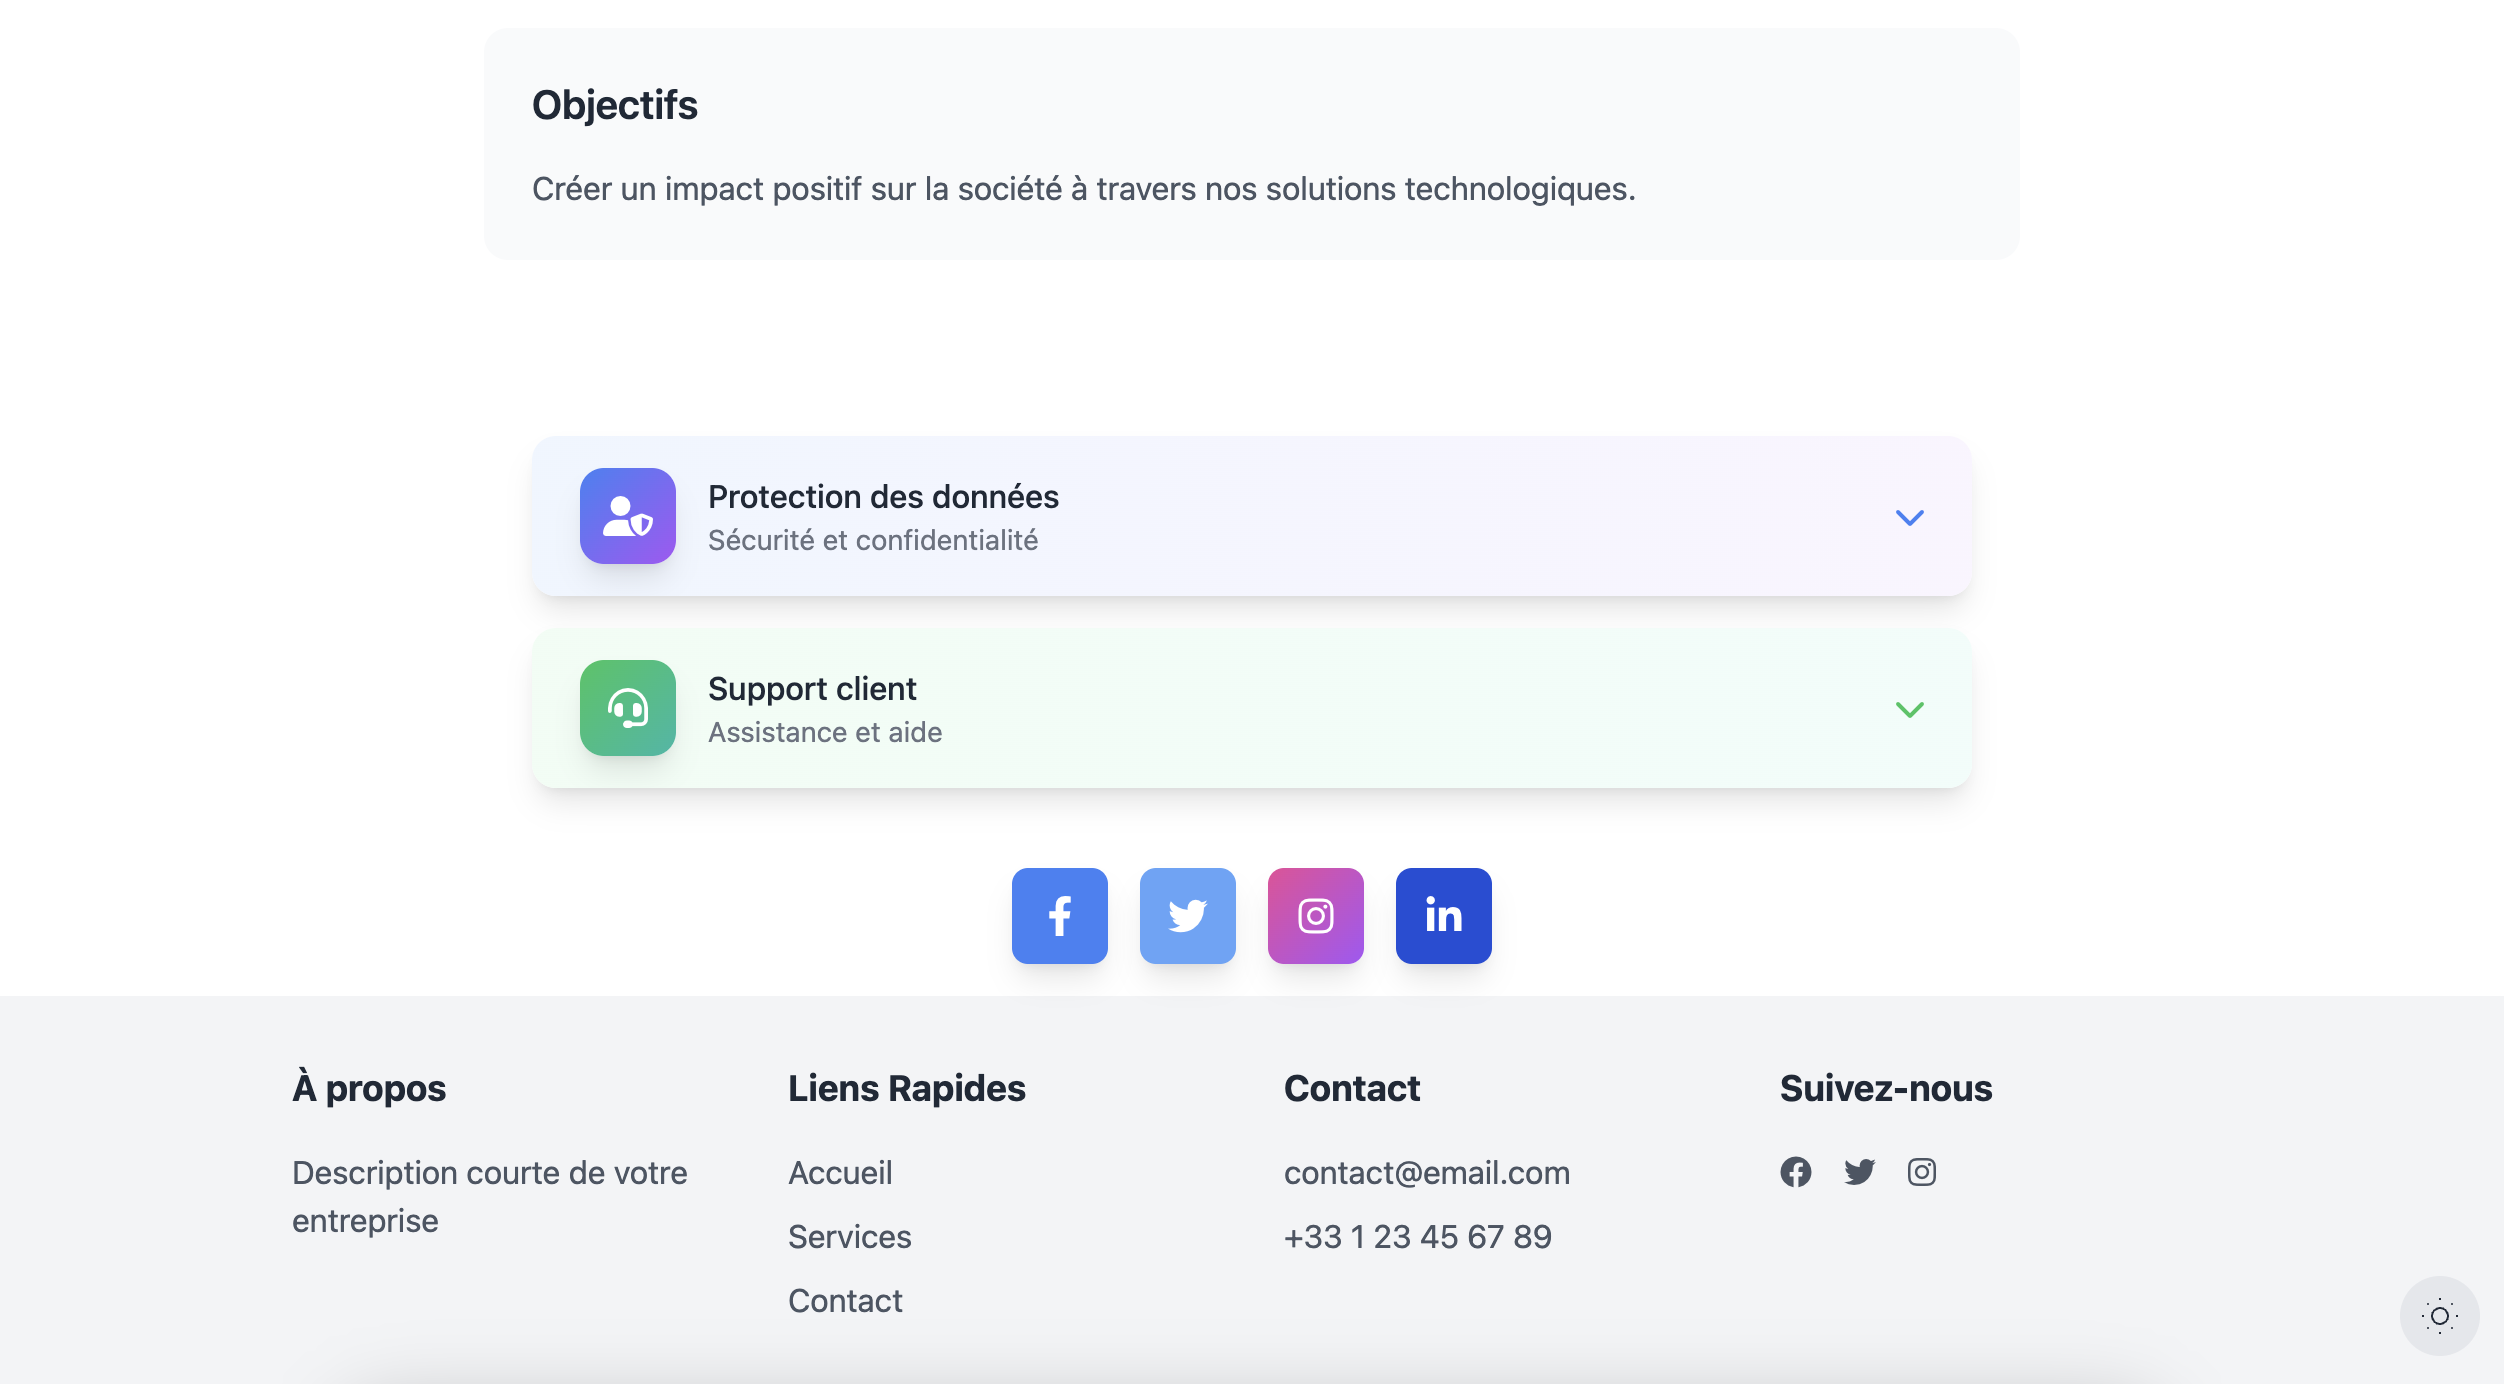 Objectifs
Créer un impact positif sur la société à travers nos solutions technologiques.
Protection des données
Sécurité et confidentialité
Support client
Assistance et aide
À propos
Description courte de votre
entreprise
Liens Rapides
Accueil
Services
Contact
Contact
contact@email.com
+33 1 23 45 67 89
Suivez-nous